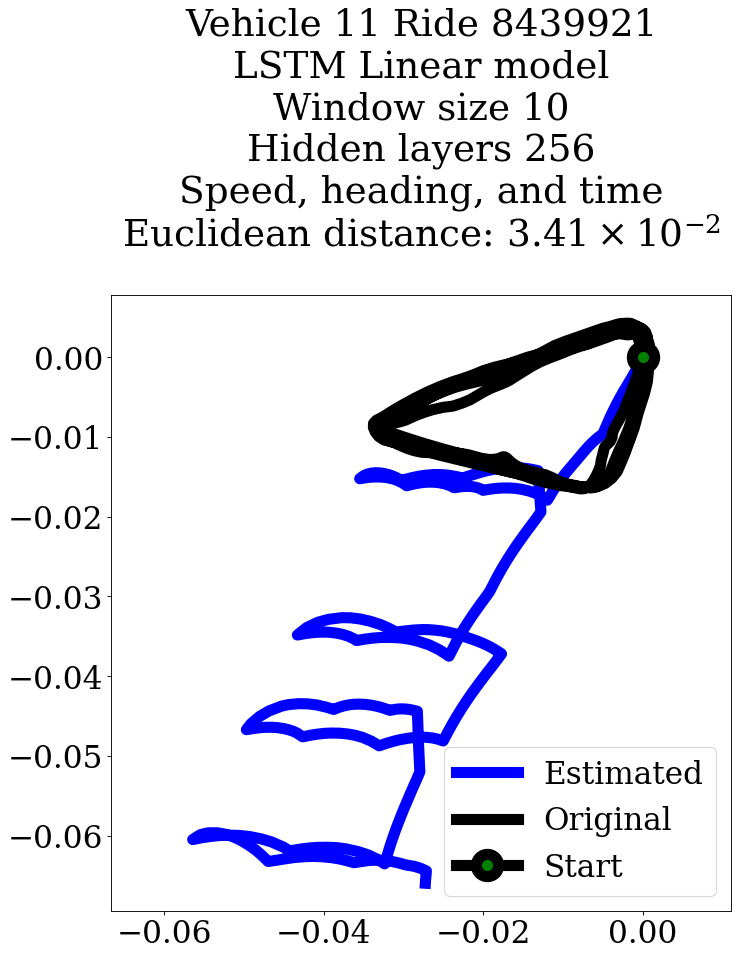 Vehicle 11 Ride 8439921
LSTM Linear model
Window size 10
Hidden layers 256
Speed, heading, and time
Euclidean distance: 3.41 × 10⁻²
0.00
−0.01
−0.02
−0.03
−0.04
−0.05
−0.06
Estimated
Original
Start
−0.06 −0.04 −0.02 0.00